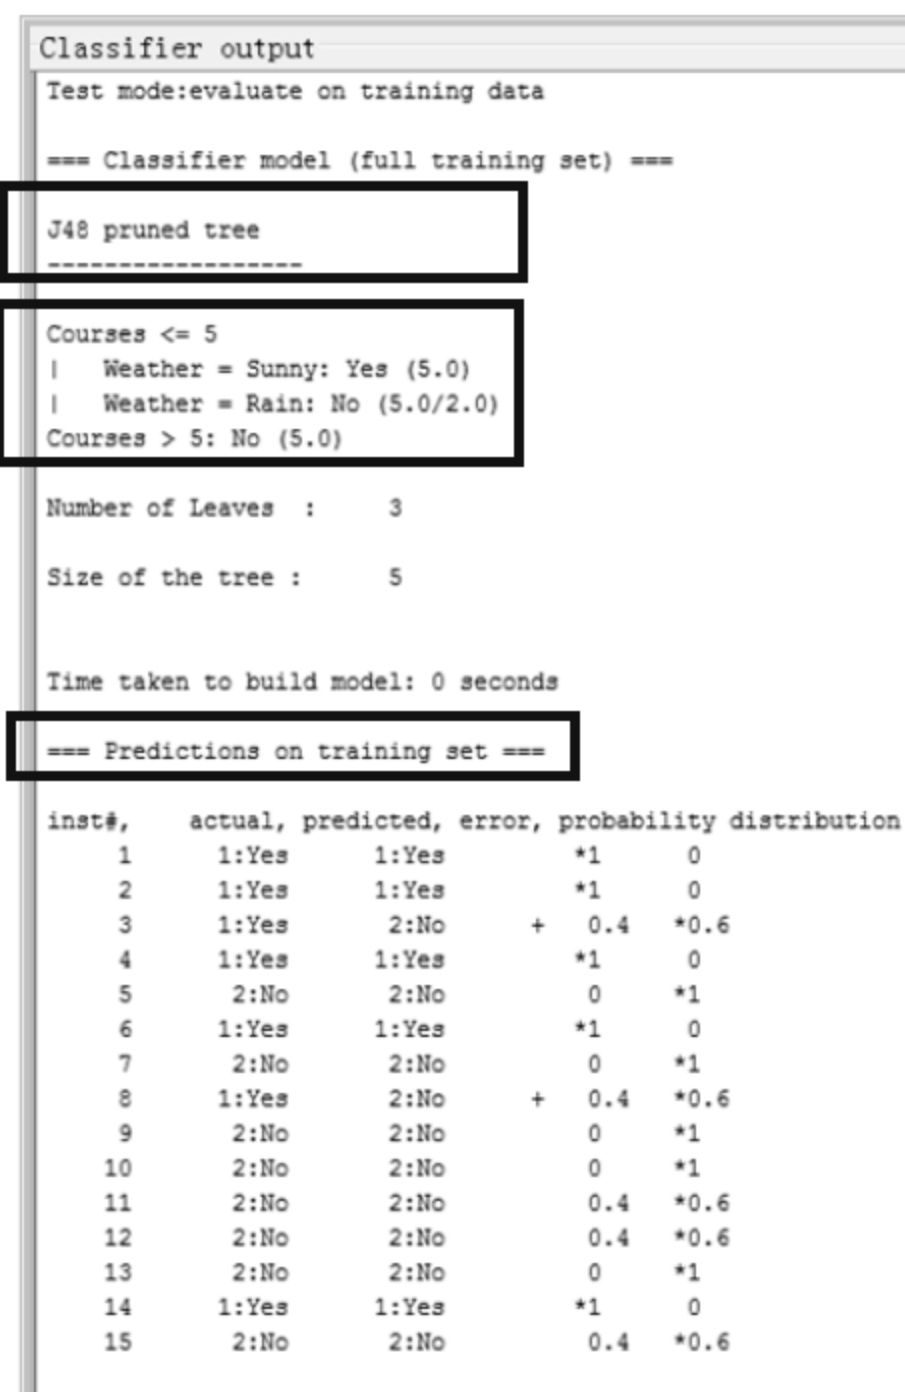 Classifier output
Test mode:evaluate on training data
=== Classifier model (full training set) ===
J48 pruned tree
------------------
Courses <= 5
|   Weather = Sunny: Yes (5.0)
|   Weather = Rain: No (5.0/2.0)
Courses > 5: No (5.0)
Number of Leaves  :     3
Size of the tree :      5
Time taken to build model: 0 seconds
=== Predictions on training set ===
inst#,    actual, predicted, error, probability distribution
1      1:Yes      1:Yes         *1      0
2      1:Yes      1:Yes         *1      0
3      1:Yes       2:No      +   0.4   *0.6
4      1:Yes      1:Yes         *1      0
5       2:No       2:No          0     *1
6      1:Yes      1:Yes         *1      0
7       2:No       2:No          0     *1
8      1:Yes       2:No      +   0.4   *0.6
9       2:No       2:No          0     *1
10       2:No       2:No          0     *1
11       2:No       2:No          0.4   *0.6
12       2:No       2:No          0.4   *0.6
13       2:No       2:No          0     *1
14      1:Yes      1:Yes         *1      0
15       2:No       2:No          0.4   *0.6